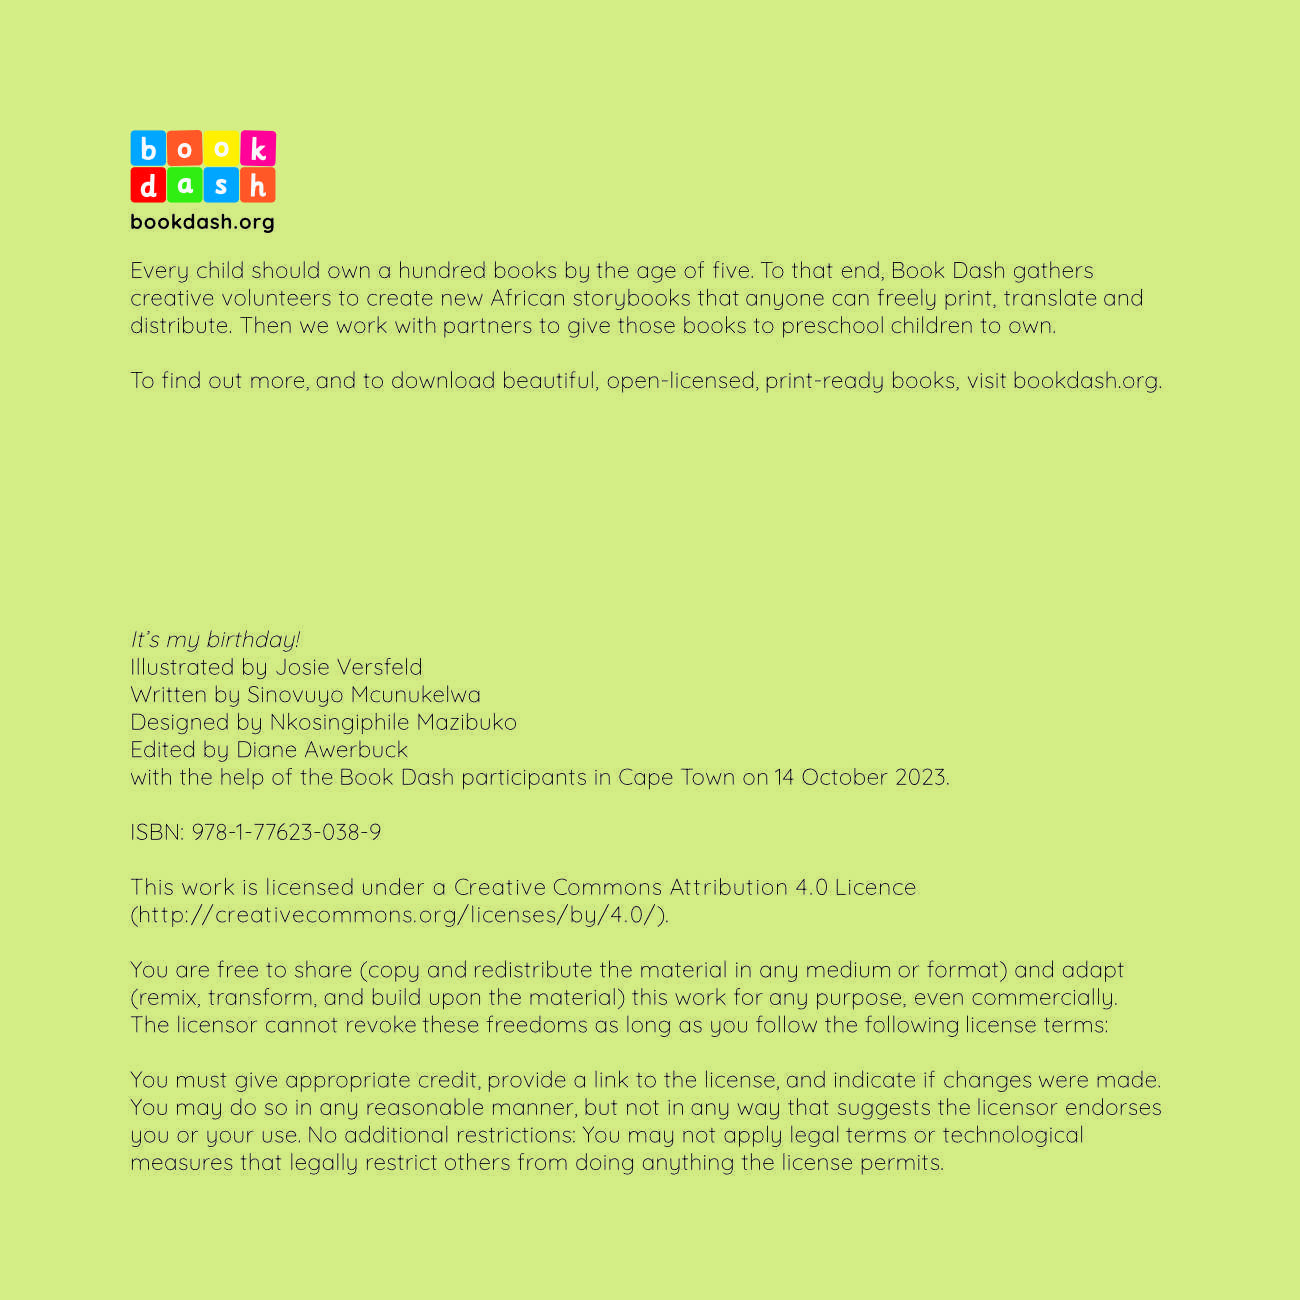 book
dash
bookdash.org
Every child should own a hundred books by the age of five. To that end, Book Dash gathers
creative volunteers to create new African storybooks that anyone can freely print, translate and
distribute. Then we work with partners to give those books to preschool children to own.
To find out more, and to download beautiful, open-licensed, print-ready books, visit bookdash.org.
It’s my birthday!
Illustrated by Josie Versfeld
Written by Sinovuyo Mcunukelwa
Designed by Nkosingiphile Mazibuko
Edited by Diane Awerbuck
with the help of the Book Dash participants in Cape Town on 14 October 2023.
ISBN: 978-1-77623-038-9
This work is licensed under a Creative Commons Attribution 4.0 Licence
(http://creativecommons.org/licenses/by/4.0/).
You are free to share (copy and redistribute the material in any medium or format) and adapt
(remix, transform, and build upon the material) this work for any purpose, even commercially.
The licensor cannot revoke these freedoms as long as you follow the following license terms:
You must give appropriate credit, provide a link to the license, and indicate if changes were made.
You may do so in any reasonable manner, but not in any way that suggests the licensor endorses
you or your use. No additional restrictions: You may not apply legal terms or technological
measures that legally restrict others from doing anything the license permits.